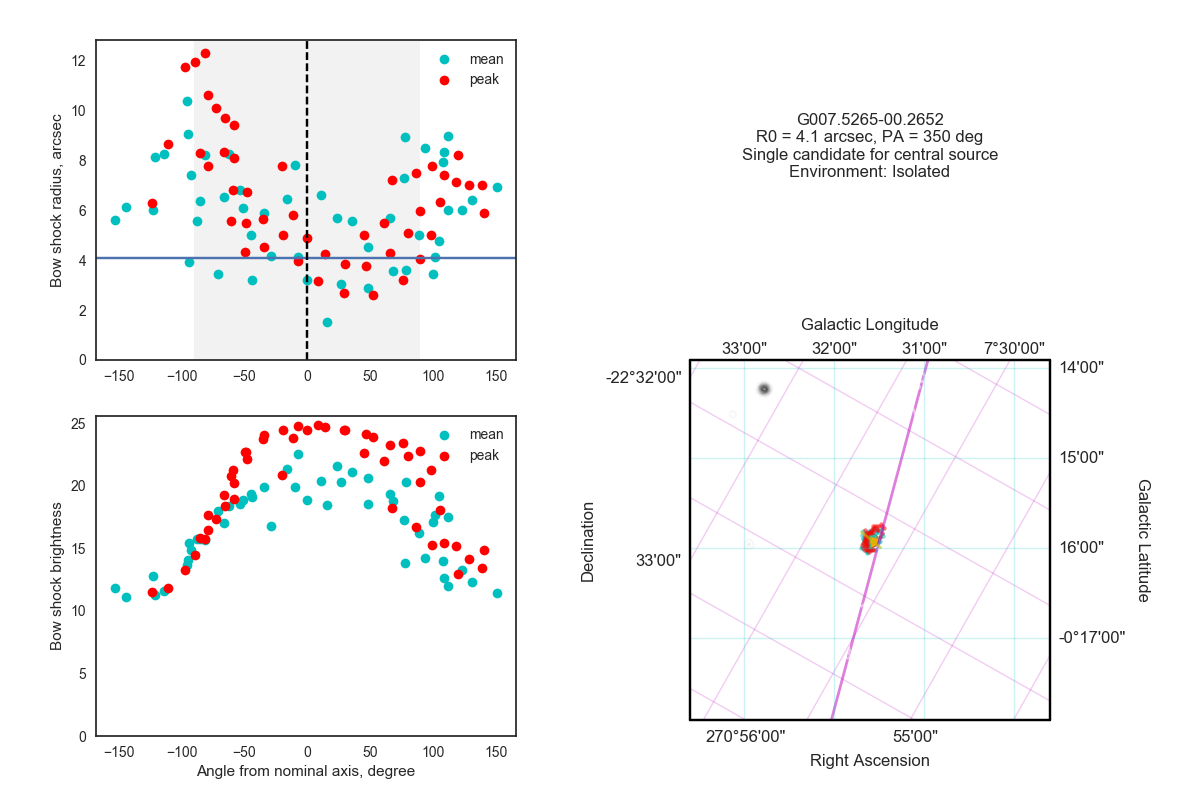 Bow shock radius, arcsec
12
10
8
6
4
2
0
mean
peak
−150 −100 −50 0 50 100 150
G007.5265-00.2652
R0 = 4.1 arcsec, PA = 350 deg
Single candidate for central source
Environment: Isolated
Bow shock brightness
25
20
15
10
5
0
mean
peak
−150 −100 −50 0 50 100 150
Angle from nominal axis, degree
Galactic Longitude
33'00" 32'00" 31'00" 7°30'00"
-22°32'00"
33'00"
Declination
14'00"
15'00"
16'00"
-0°17'00"
Galactic Latitude
270°56'00" 55'00"
Right Ascension